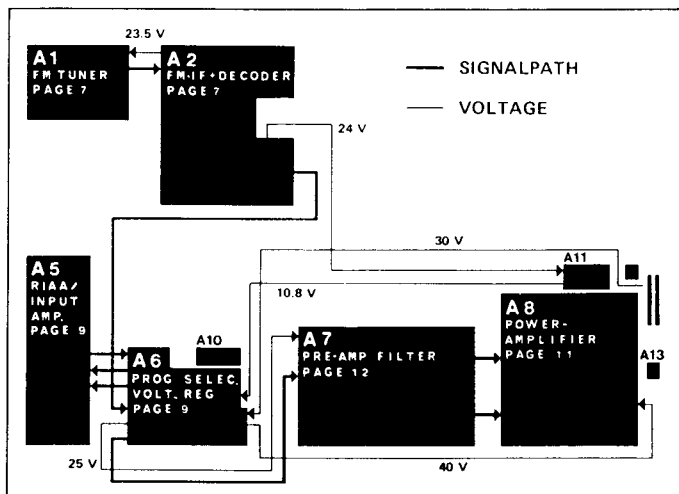 23.5 V
A1
FM TUNER
PAGE 7
A2
FM-IF+DECODER
PAGE 7
SIGNALPATH
VOLTAGE
24 V
30 V
A5
RIAA/
INPUT
AMP.
PAGE 9
10.8 V
A11
A10
A6
PROG SELEC.
VOLT. REG
PAGE 9
A7
PRE-AMP FILTER
PAGE 12
A8
POWER-
AMPLIFIER
PAGE 11
A13
25 V
40 V